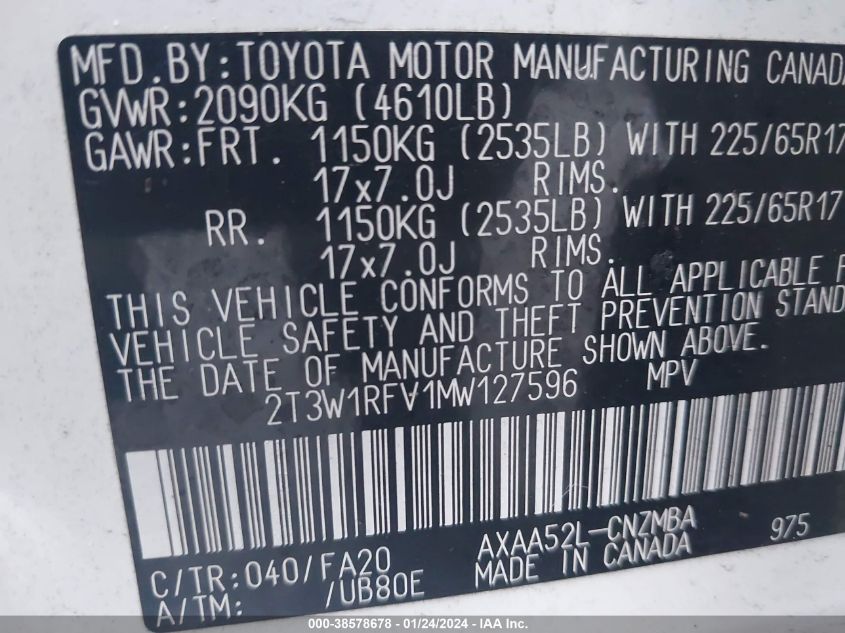 MFD.BY:TOYOTA MOTOR MANUFACTURING CANADA
GVWR:2090KG (4610LB)
GAWR:FRT. 1150KG (2535LB) WITH 225/65R17
17x7.0J RIMS.
RR. 1150KG (2535LB) WITH 225/65R17
17x7.0J RIMS.
THIS VEHICLE CONFORMS TO ALL APPLICABLE F
VEHICLE SAFETY AND THEFT PREVENTION STAND
THE DATE OF MANUFACTURE SHOWN ABOVE.
2T3W1RFV1MW127596 MPV
C/TR:040/FA20 AXAA52L-CNZMBA 975
A/TM: /UB80E MADE IN CANADA
000-38578678 - 01/24/2024 - IAA Inc.